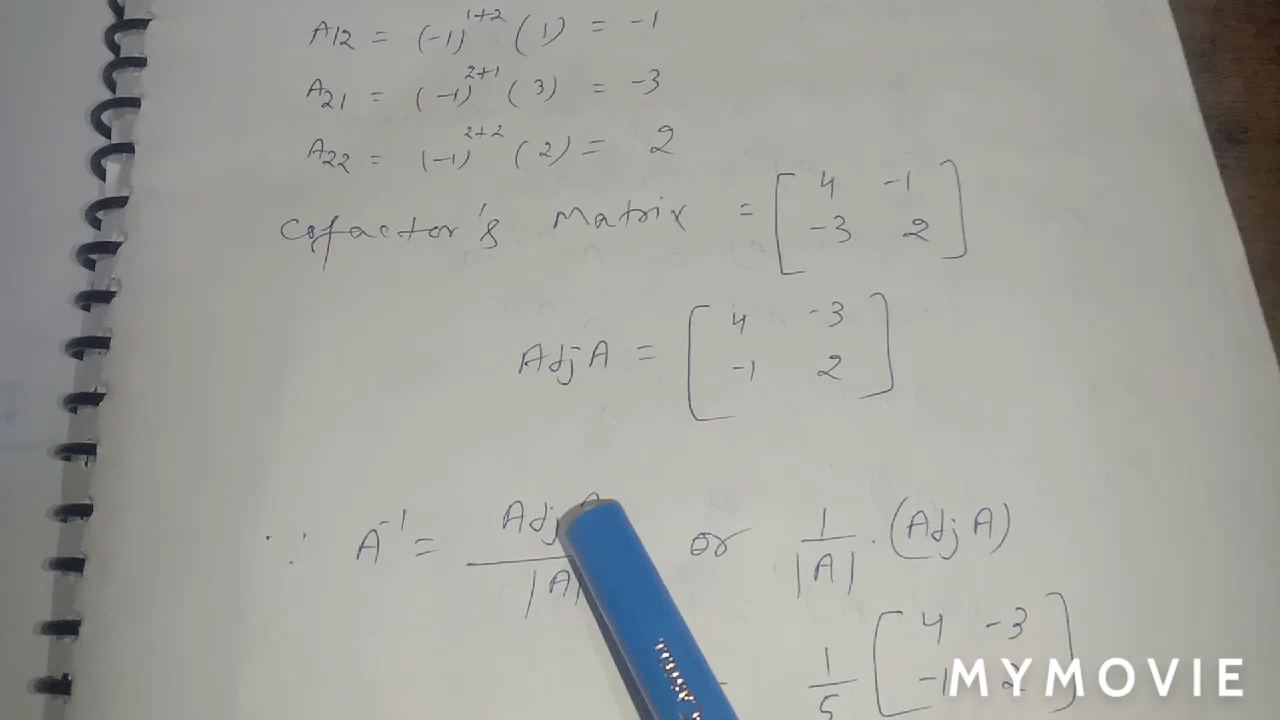 A12 = (-1)^1+2 (1) = -1
A21 = (-1)^2+1 (3) = -3
A22 = (-1)^2+2 (2) = 2
Cofactor's Matrix = [4 -1
-3 2]
Adj A = [4 -3
-1 2]
∵ A^-1 = Adj / |A| or 1/|A| . (Adj A)
1/5 [4 -3
-1 2]
MYMOVIE